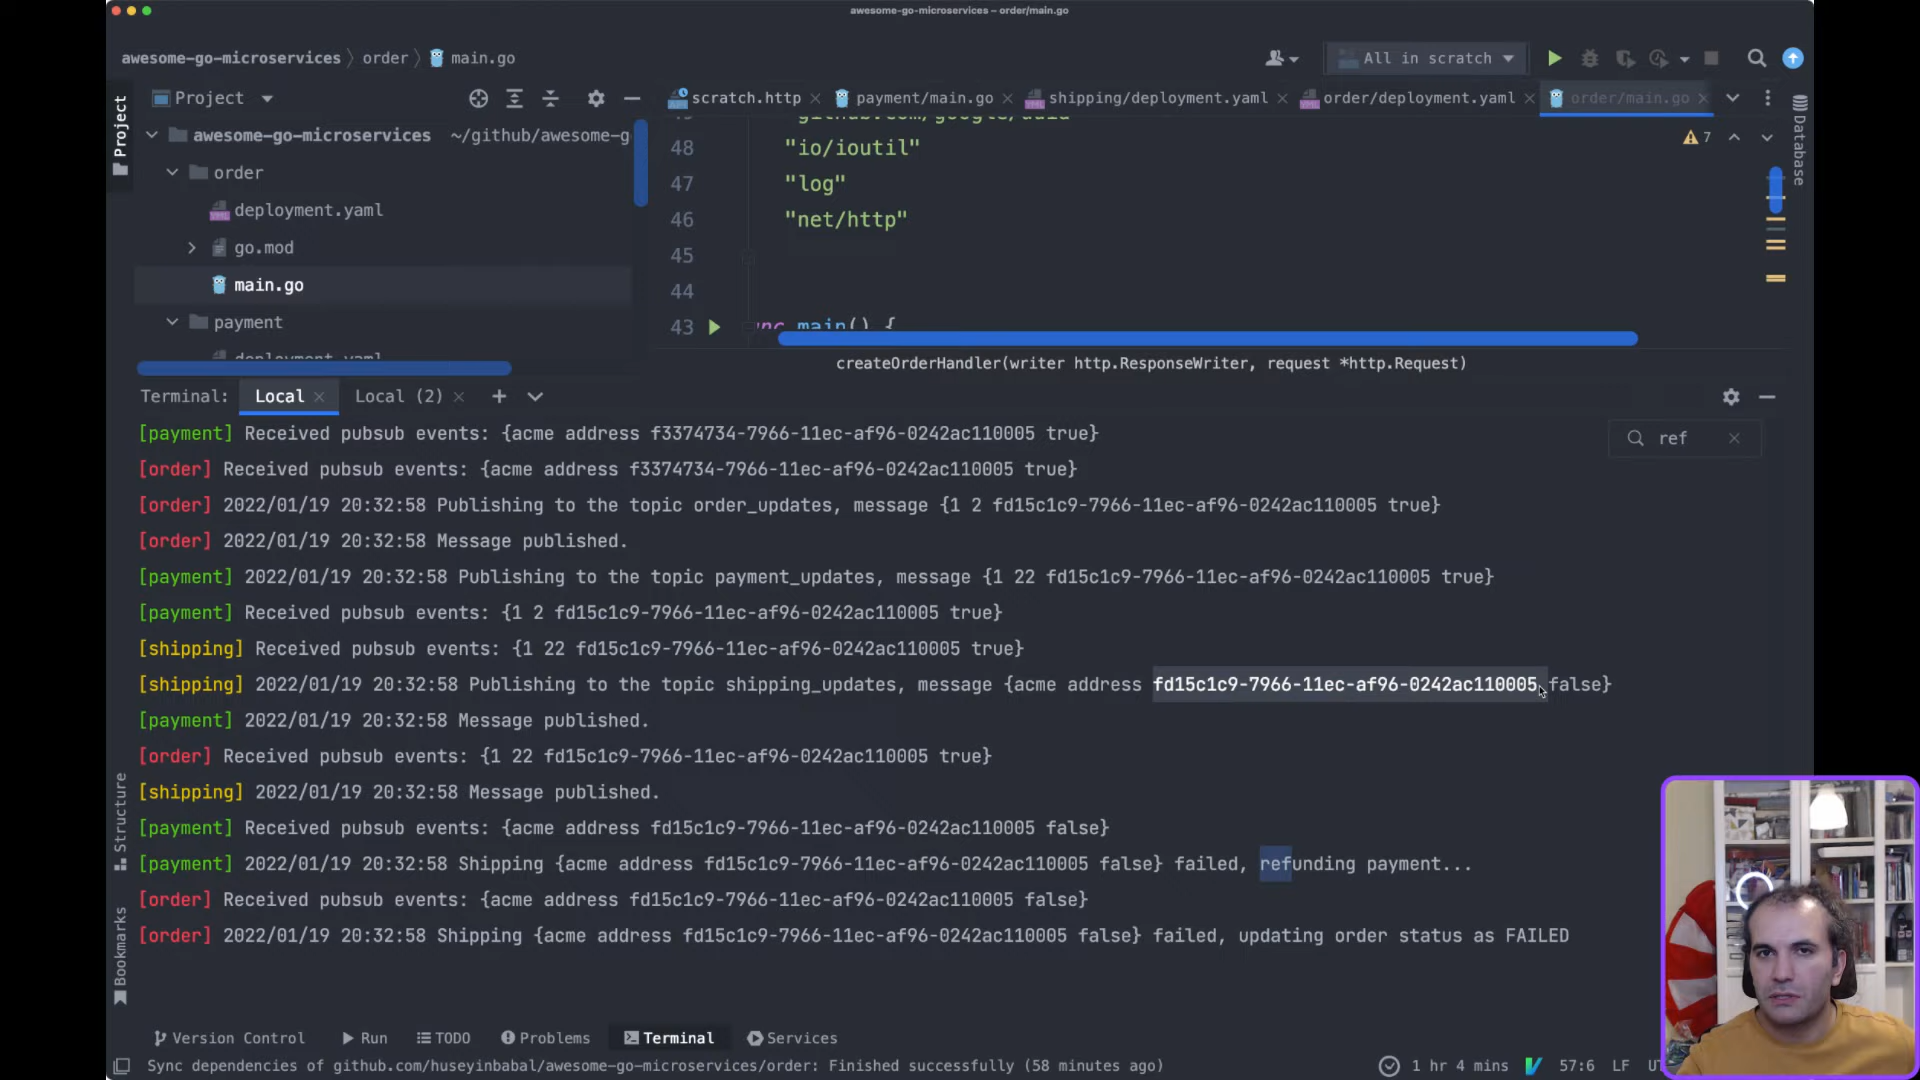 awesome-go-microservices – order/main.go
awesome-go-microservices 〉 order 〉 main.go
All in scratch
Project
scratch.http
payment/main.go
shipping/deployment.yaml
order/deployment.yaml
order/main.go
Project
Database
awesome-go-microservices ~/github/awesome-g
order
deployment.yaml
go.mod
main.go
payment
deployment.yaml
7
"github.com/google/uuid"
48 "io/ioutil"
47 "log"
46 "net/http"
45
44
43 func main() {
createOrderHandler(writer http.ResponseWriter, request *http.Request)
Terminal: Local Local (2)
ref
[payment] Received pubsub events: {acme address f3374734-7966-11ec-af96-0242ac110005 true}
[order] Received pubsub events: {acme address f3374734-7966-11ec-af96-0242ac110005 true}
[order] 2022/01/19 20:32:58 Publishing to the topic order_updates, message {1 2 fd15c1c9-7966-11ec-af96-0242ac110005 true}
[order] 2022/01/19 20:32:58 Message published.
[payment] 2022/01/19 20:32:58 Publishing to the topic payment_updates, message {1 22 fd15c1c9-7966-11ec-af96-0242ac110005 true}
[payment] Received pubsub events: {1 2 fd15c1c9-7966-11ec-af96-0242ac110005 true}
[shipping] Received pubsub events: {1 22 fd15c1c9-7966-11ec-af96-0242ac110005 true}
[shipping] 2022/01/19 20:32:58 Publishing to the topic shipping_updates, message {acme address fd15c1c9-7966-11ec-af96-0242ac110005 false}
[payment] 2022/01/19 20:32:58 Message published.
[order] Received pubsub events: {1 22 fd15c1c9-7966-11ec-af96-0242ac110005 true}
[shipping] 2022/01/19 20:32:58 Message published.
[payment] Received pubsub events: {acme address fd15c1c9-7966-11ec-af96-0242ac110005 false}
[payment] 2022/01/19 20:32:58 Shipping {acme address fd15c1c9-7966-11ec-af96-0242ac110005 false} failed, refunding payment...
[order] Received pubsub events: {acme address fd15c1c9-7966-11ec-af96-0242ac110005 false}
[order] 2022/01/19 20:32:58 Shipping {acme address fd15c1c9-7966-11ec-af96-0242ac110005 false} failed, updating order status as FAILED
Structure
Bookmarks
Version Control Run TODO Problems Terminal Services
Sync dependencies of github.com/huseyinbabal/awesome-go-microservices/order: Finished successfully (58 minutes ago)
1 hr 4 mins 57:6 LF